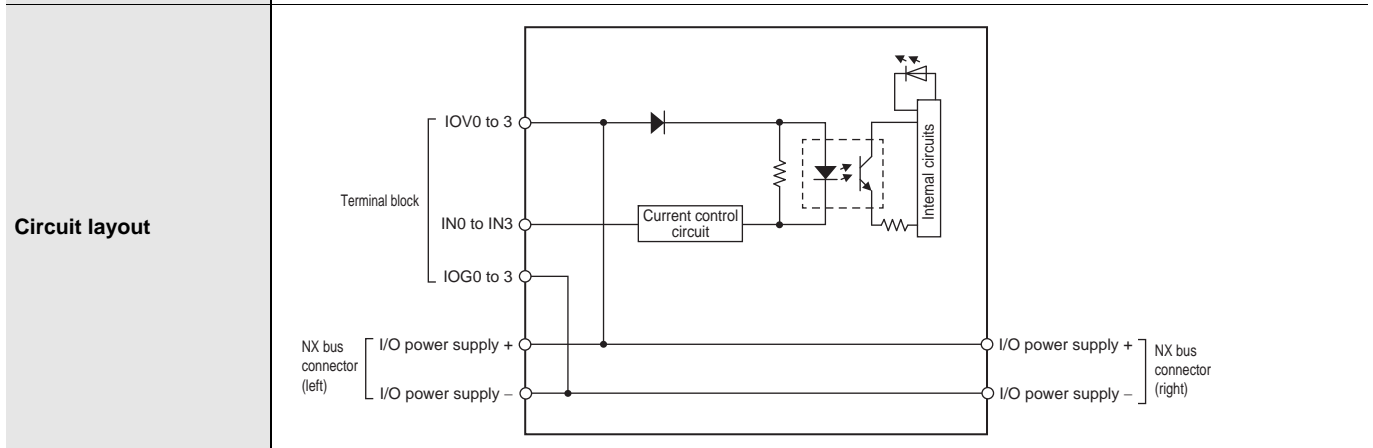 Circuit layout
Terminal block
IOV0 to 3
IN0 to IN3
IOG0 to 3
Current control
circuit
Internal circuits
NX bus
connector
(left)
I/O power supply +
I/O power supply −
I/O power supply +
I/O power supply −
NX bus
connector
(right)